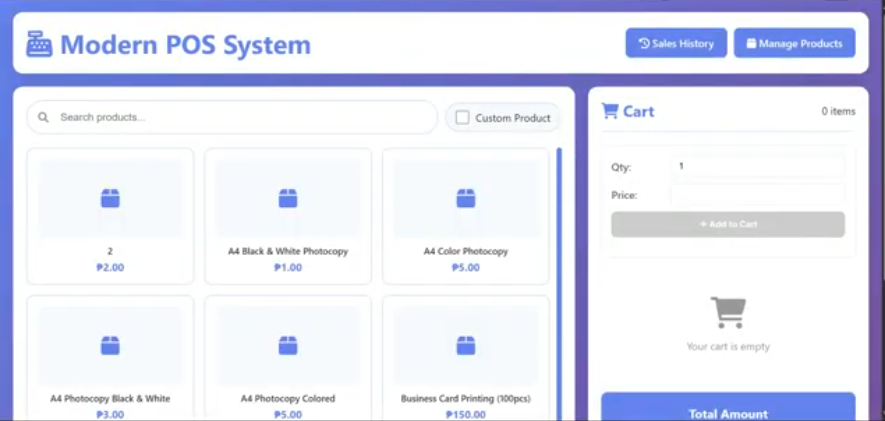 Modern POS System
Sales History
Manage Products
Search products...
Custom Product
2
₱2.00
A4 Black & White Photocopy
₱1.00
A4 Color Photocopy
₱5.00
A4 Photocopy Black & White
₱3.00
A4 Photocopy Colored
₱5.00
Business Card Printing (100pcs)
₱150.00
Cart
0 items
Qty:
1
Price:
+ Add to Cart
Your cart is empty
Total Amount